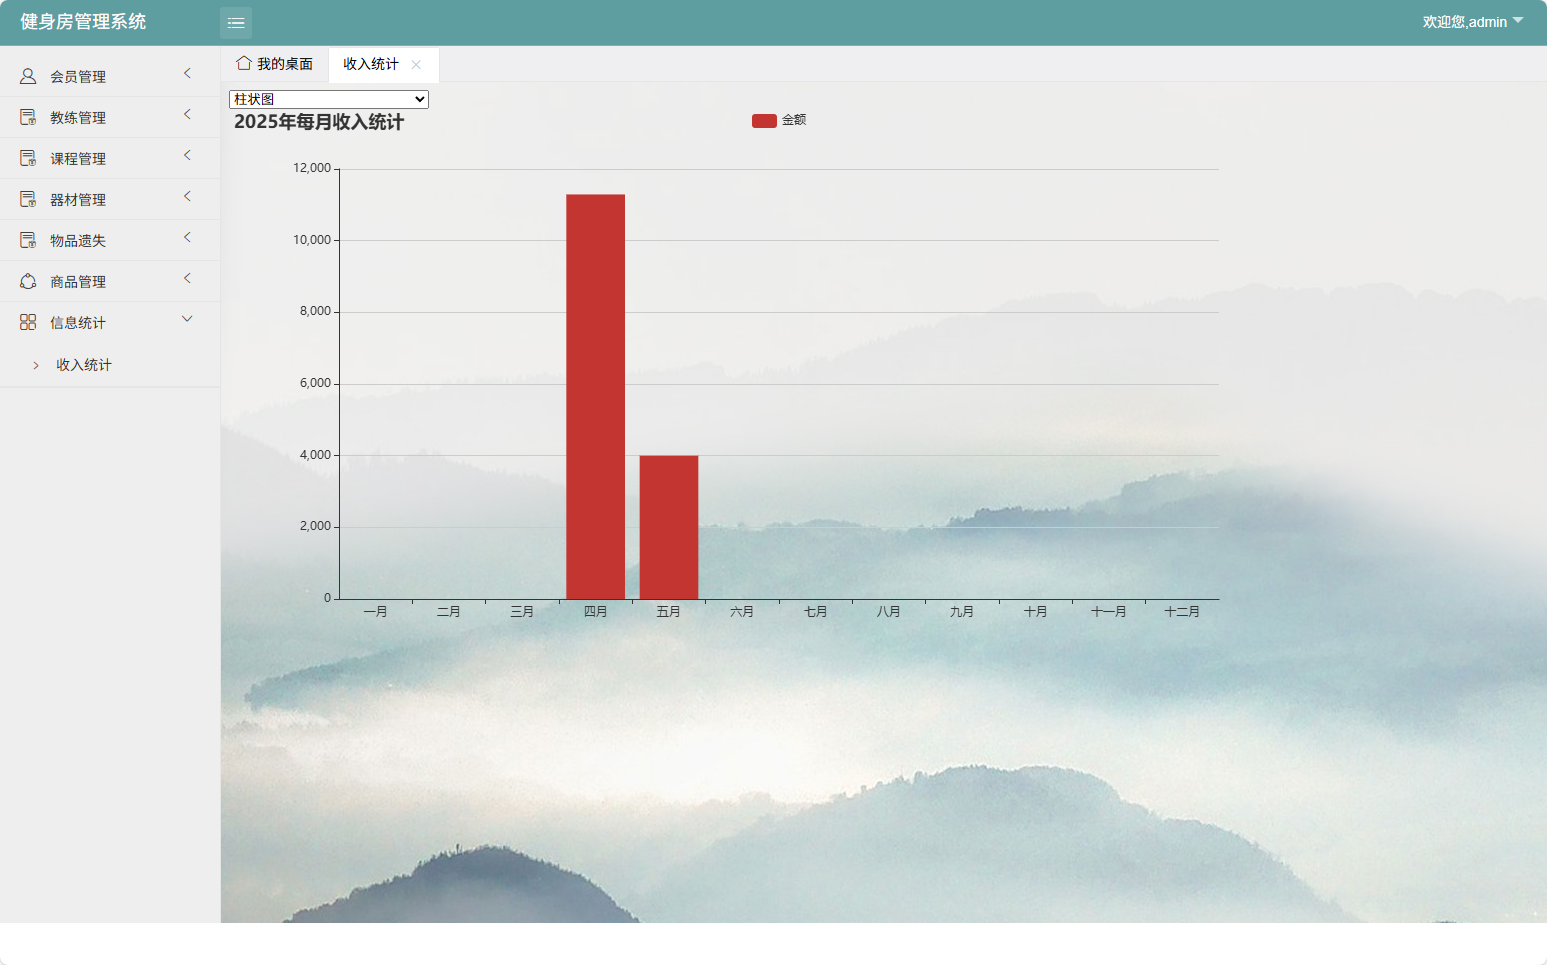 健身房管理系统
欢迎您,admin
会员管理
教练管理
课程管理
器材管理
物品遗失
商品管理
信息统计
收入统计
我的桌面
收入统计
柱状图
2025年每月收入统计
金额
12,000
10,000
8,000
6,000
4,000
2,000
0
一月 二月 三月 四月 五月 六月 七月 八月 九月 十月 十一月 十二月